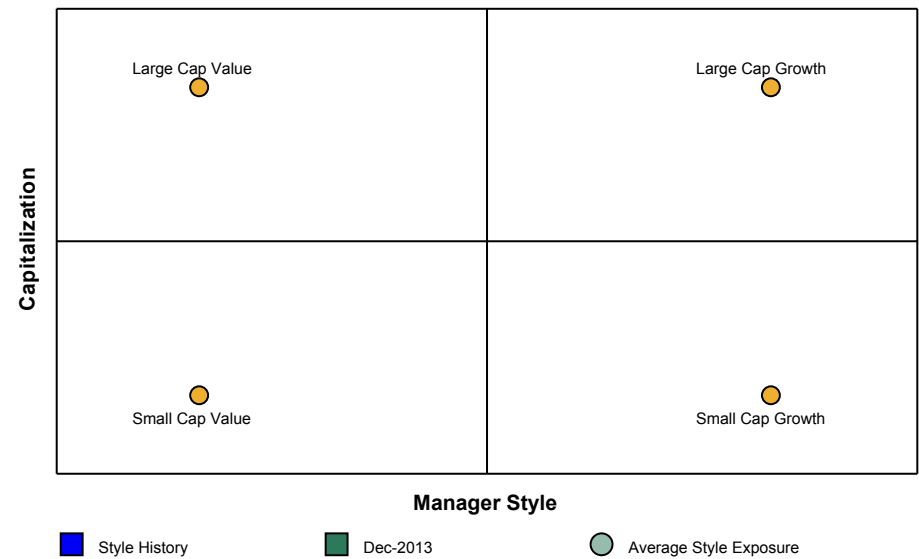 Large Cap Value
Large Cap Growth
Capitalization
Small Cap Value
Small Cap Growth
Manager Style
Style History
Dec-2013
Average Style Exposure